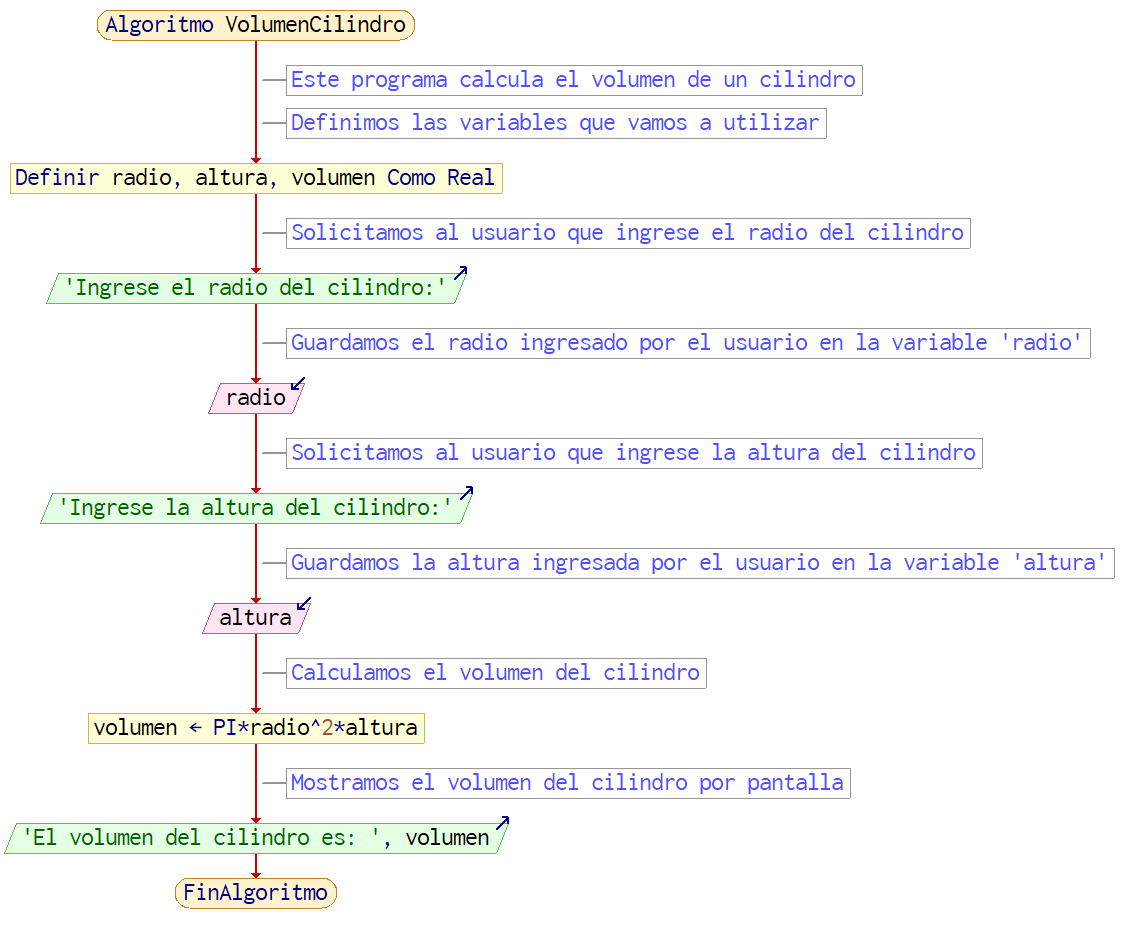 Algoritmo VolumenCilindro
Este programa calcula el volumen de un cilindro
Definimos las variables que vamos a utilizar
Definir radio, altura, volumen Como Real
Solicitamos al usuario que ingrese el radio del cilindro
'Ingrese el radio del cilindro:'
Guardamos el radio ingresado por el usuario en la variable 'radio'
radio
Solicitamos al usuario que ingrese la altura del cilindro
'Ingrese la altura del cilindro:'
Guardamos la altura ingresada por el usuario en la variable 'altura'
altura
Calculamos el volumen del cilindro
volumen ← PI*radio^2*altura
Mostramos el volumen del cilindro por pantalla
'El volumen del cilindro es: ', volumen
FinAlgoritmo